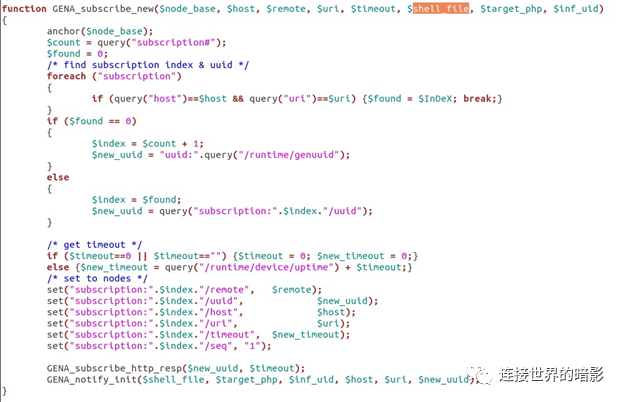 function GENA_subscribe_new($node_base, $host, $remote, $uri, $timeout, $shell_file, $target_php, $inf_uid)
{
anchor($node_base);
$count = query("subscription#");
$found = 0;
/* find subscription index & uuid */
foreach ("subscription")
{
if (query("host")==$host && query("uri")==$uri) {$found = $InDeX; break;}
}
if ($found == 0)
{
$index = $count + 1;
$new_uuid = "uuid:".query("/runtime/genuuid");
}
else
{
$index = $found;
$new_uuid = query("subscription:".$index."/uuid");
}
/* get timeout */
if ($timeout==0 || $timeout=="") {$timeout = 0; $new_timeout = 0;}
else {$new_timeout = query("/runtime/device/uptime") + $timeout;}
/* set to nodes */
set("subscription:".$index."/remote", $remote);
set("subscription:".$index."/uuid", $new_uuid);
set("subscription:".$index."/host", $host);
set("subscription:".$index."/uri", $uri);
set("subscription:".$index."/timeout", $new_timeout);
set("subscription:".$index."/seq", "1");
GENA_subscribe_http_resp($new_uuid, $timeout);
GENA_notify_init($shell_file, $target_php, $inf_uid, $host, $uri, $new_uuid);
}
连接世界的暗影